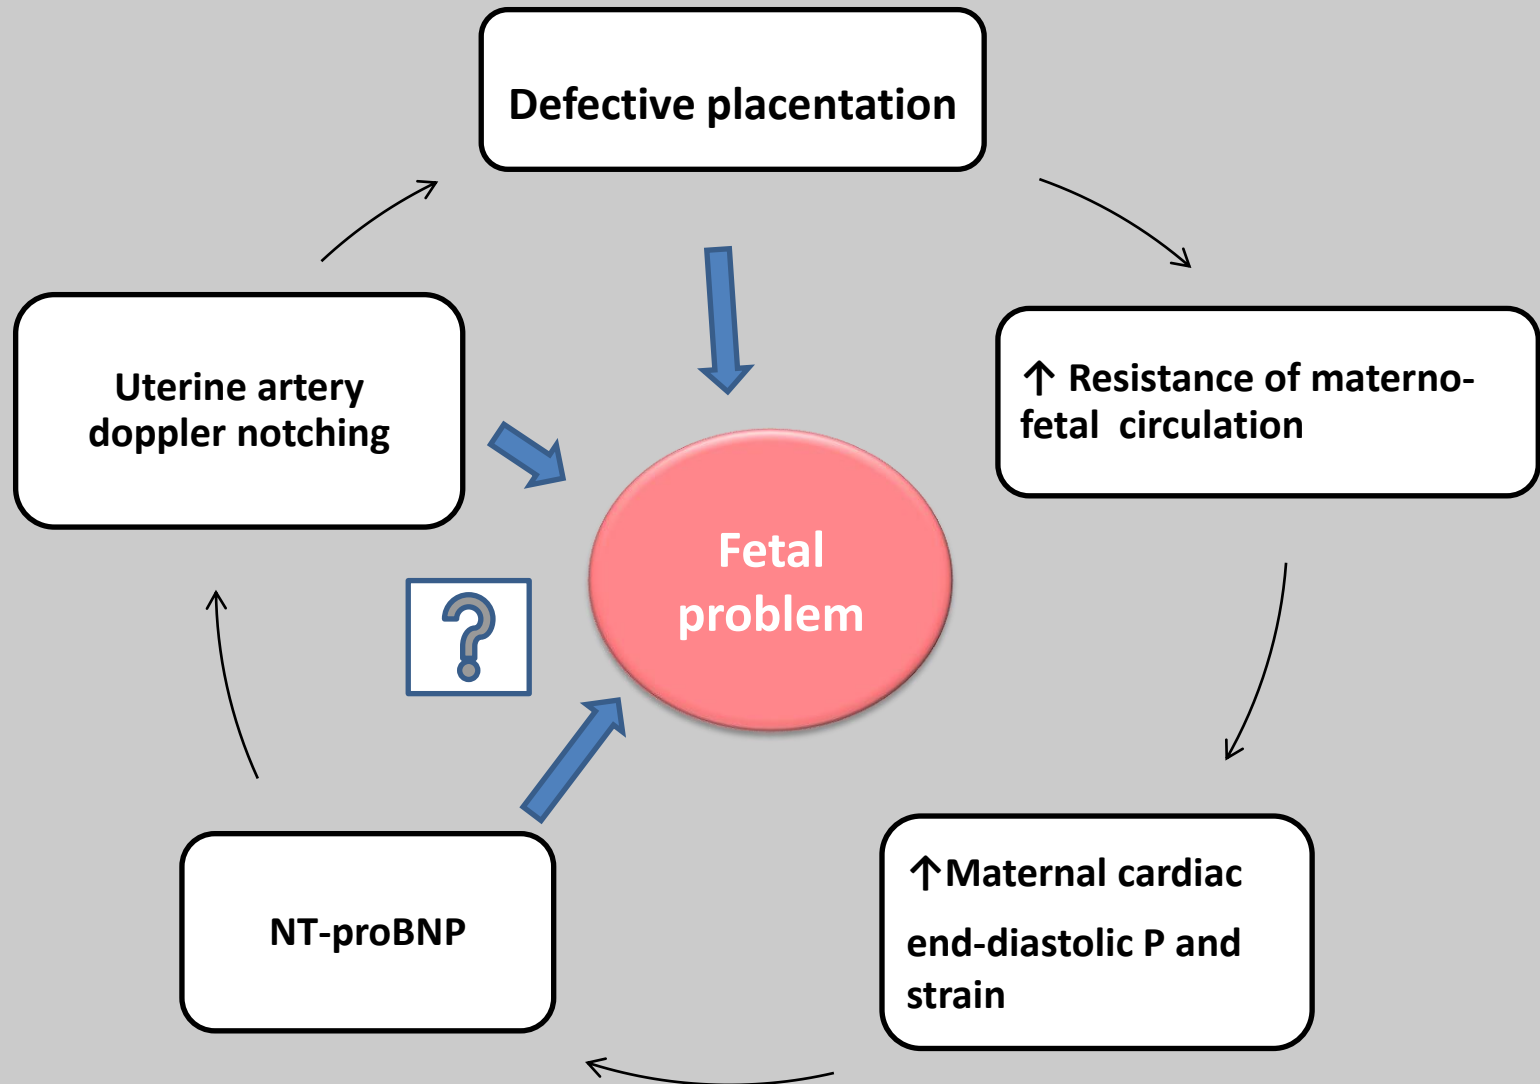 Defective placentation
↑ Resistance of materno-
fetal circulation
↑Maternal cardiac
end-diastolic P and
strain
NT-proBNP
Uterine artery
doppler notching
Fetal
problem
?